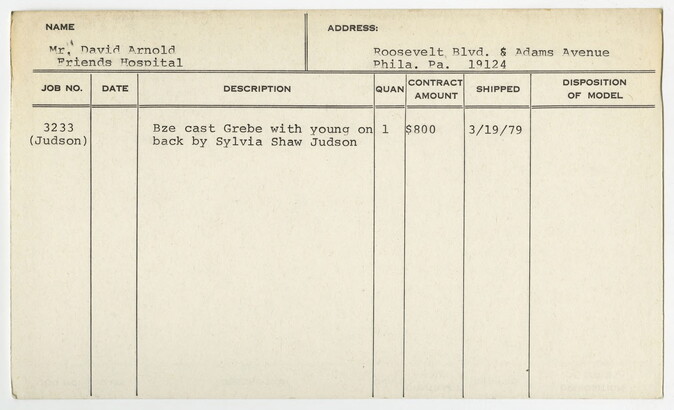 NAME
ADDRESS:
Mr. David Arnold
Friends Hospital
Roosevelt Blvd. & Adams Avenue
Phila. Pa. 19124
JOB NO. DATE DESCRIPTION QUAN CONTRACT AMOUNT SHIPPED DISPOSITION OF MODEL
3233 Bze cast Grebe with young on 1 $800 3/19/79
(Judson) back by Sylvia Shaw Judson